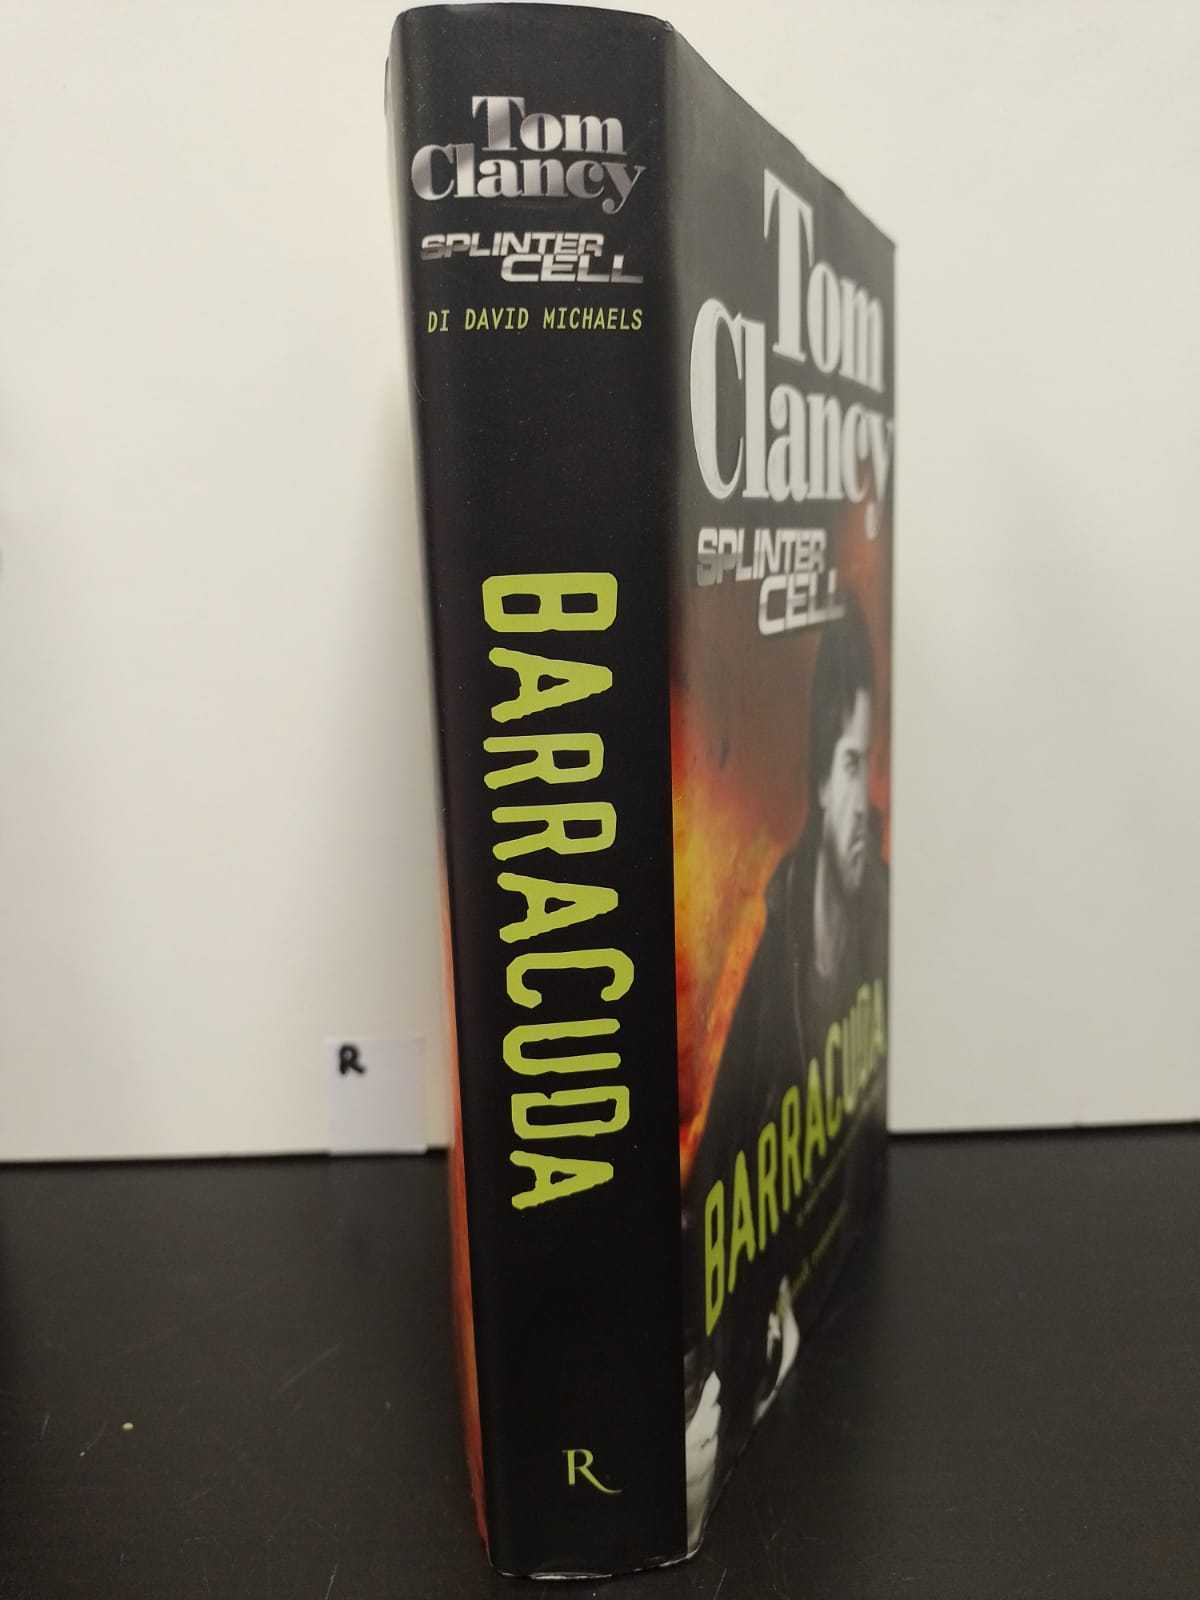 Tom
Clancy
SPLINTER
CELL
DI DAVID MICHAELS
BARRACUDA
R
Tom
Clancy
SPLINTER
CELL
BARRACUDA
R